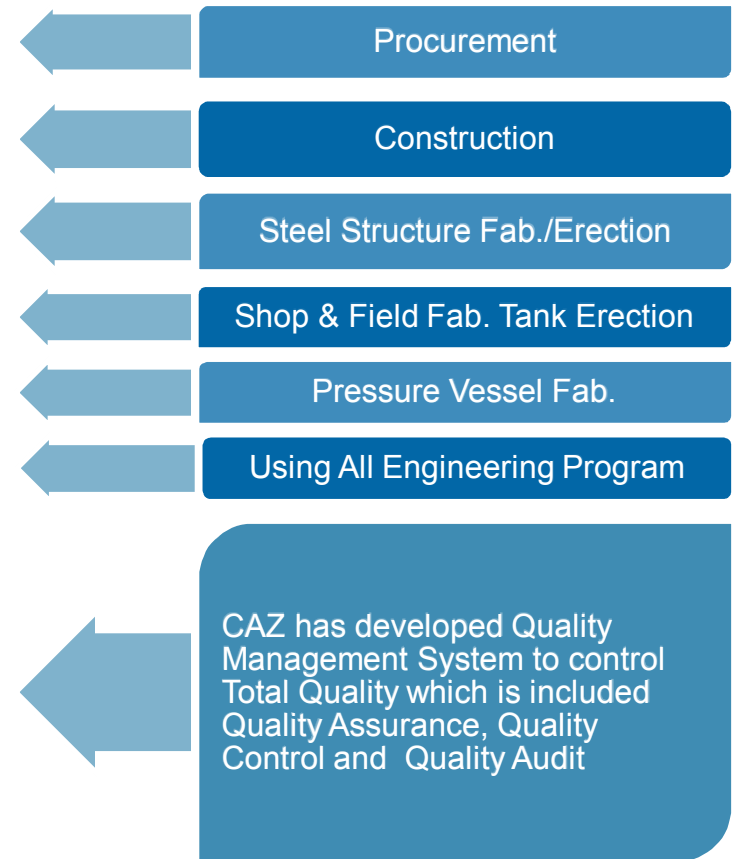 Procurement
Construction
Steel Structure Fab./Erection
Shop & Field Fab. Tank Erection
Pressure Vessel Fab.
Using All Engineering Program
CAZ has developed Quality
Management System to control
Total Quality which is included
Quality Assurance, Quality
Control and  Quality Audit